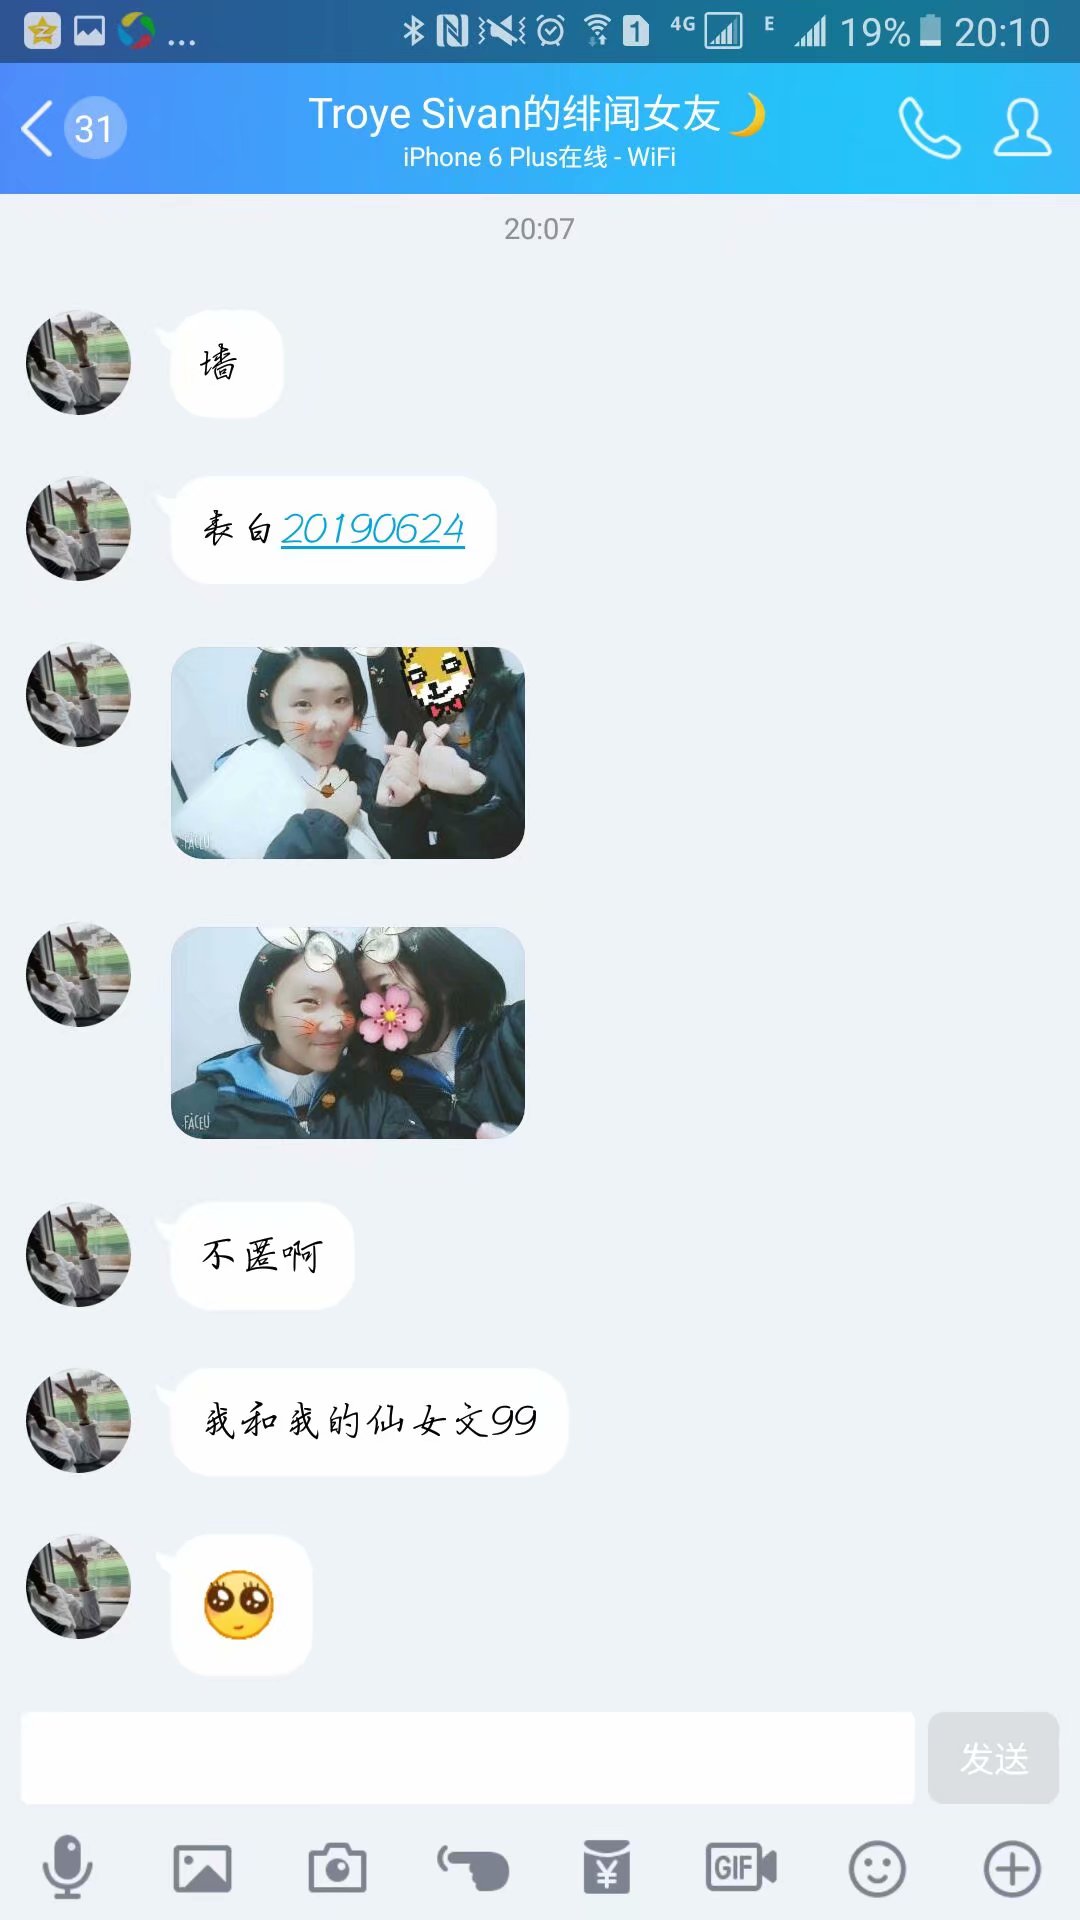 1 4G E 19% 20:10
31
Troye Sivan的绯闻女友🌙
iPhone 6 Plus在线 - WiFi
20:07
墙
表白20190624
FACEU
FACEU
不匿啊
我和我的仙女文99
发送
¥
GIF